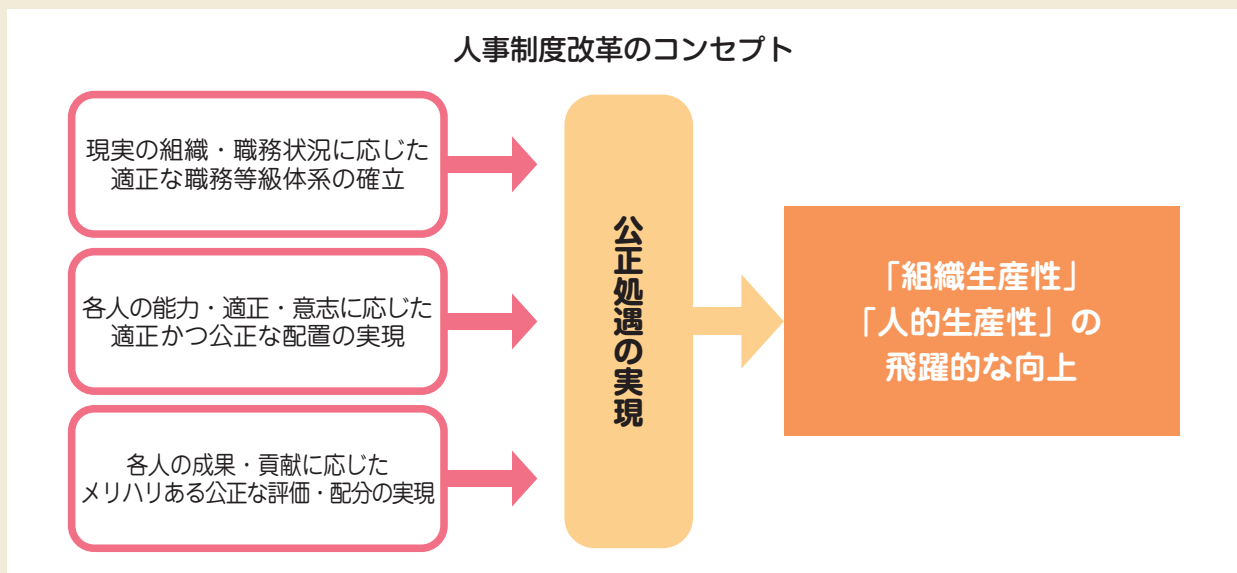 人事制度改革のコンセプト
現実の組織・職務状況に応じた
適正な職務等級体系の確立
各人の能力・適正・意志に応じた
適正かつ公正な配置の実現
各人の成果・貢献に応じた
メリハリある公正な評価・配分の実現
公正処遇の実現
「組織生産性」
「人的生産性」の
飛躍的な向上